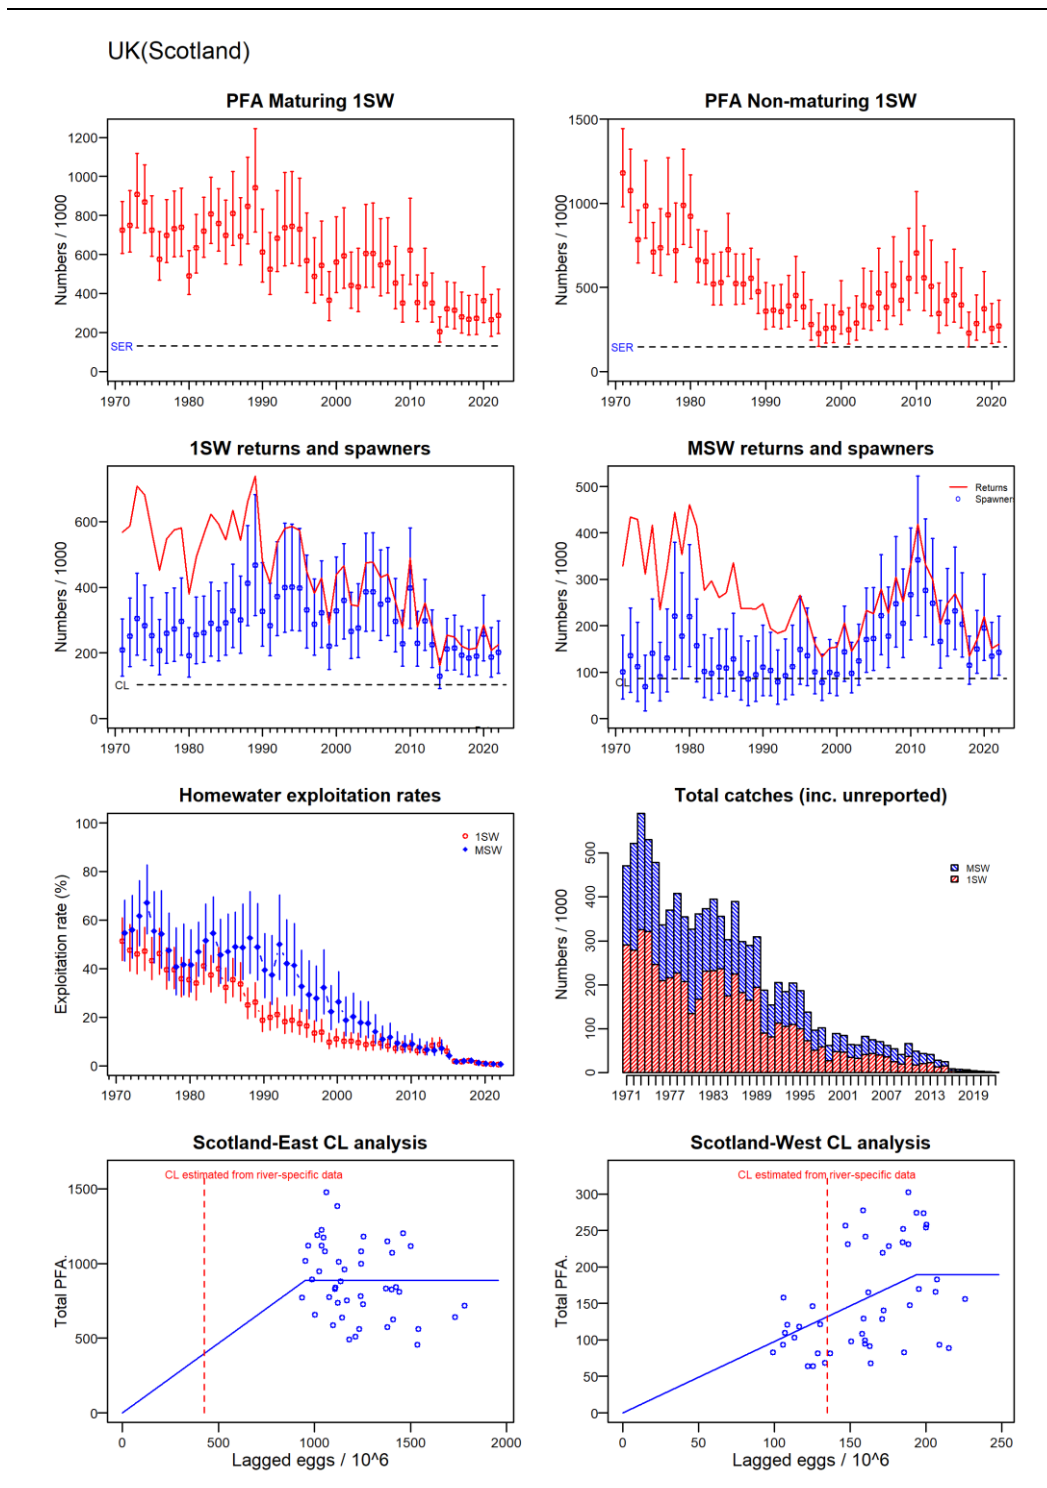 UK(Scotland)
PFA Maturing 1SW
Numbers / 1000
1200
1000
800
600
400
200
0
SER
1970 1980 1990 2000 2010 2020
PFA Non-maturing 1SW
Numbers / 1000
1500
1000
500
0
SER
1970 1980 1990 2000 2010 2020
1SW returns and spawners
Numbers / 1000
600
400
200
0
CL
1970 1980 1990 2000 2010 2020
MSW returns and spawners
Numbers / 1000
500
400
300
200
100
0
CL
Returns
Spawner
1970 1980 1990 2000 2010 2020
Homewater exploitation rates
Exploitation rate (%)
100
80
60
40
20
0
1SW
MSW
1970 1980 1990 2000 2010 2020
Total catches (inc. unreported)
Numbers / 1000
500
400
300
200
100
0
MSW
1SW
1971 1977 1983 1989 1995 2001 2007 2013 2019
Scotland-East CL analysis
CL estimated from river-specific data
Total PFA.
1500
1000
500
0
0 500 1000 1500 2000
Lagged eggs / 10^6
Scotland-West CL analysis
CL estimated from river-specific data
Total PFA.
300
250
200
150
100
50
0
0 50 100 150 200 250
Lagged eggs / 10^6